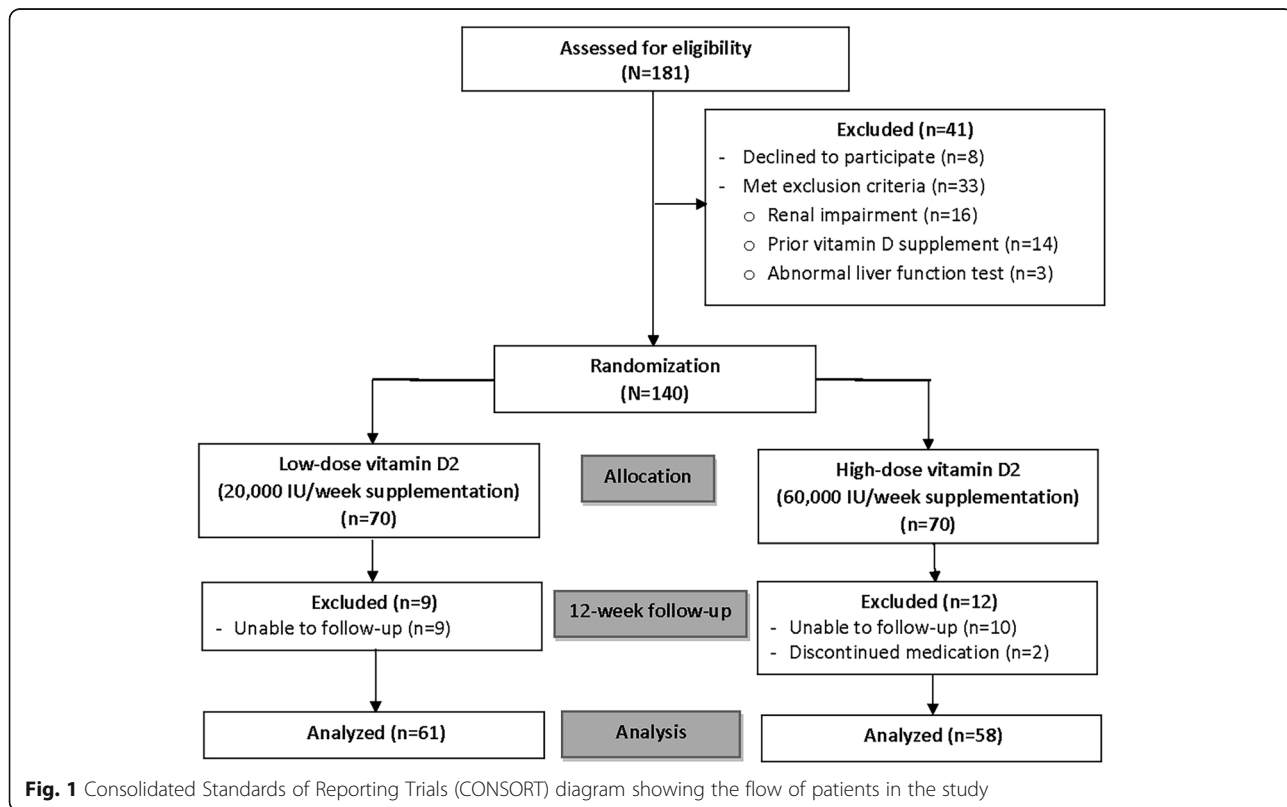 Assessed for eligibility
(N=181)
Excluded (n=41)
- Declined to participate (n=8)
- Met exclusion criteria (n=33)
o Renal impairment (n=16)
o Prior vitamin D supplement (n=14)
o Abnormal liver function test (n=3)
Randomization
(N=140)
Low-dose vitamin D2
(20,000 IU/week supplementation)
(n=70)
Allocation
High-dose vitamin D2
(60,000 IU/week supplementation)
(n=70)
Excluded (n=9)
- Unable to follow-up (n=9)
12-week follow-up
Excluded (n=12)
- Unable to follow-up (n=10)
- Discontinued medication (n=2)
Analyzed (n=61)
Analysis
Analyzed (n=58)
Fig. 1 Consolidated Standards of Reporting Trials (CONSORT) diagram showing the flow of patients in the study